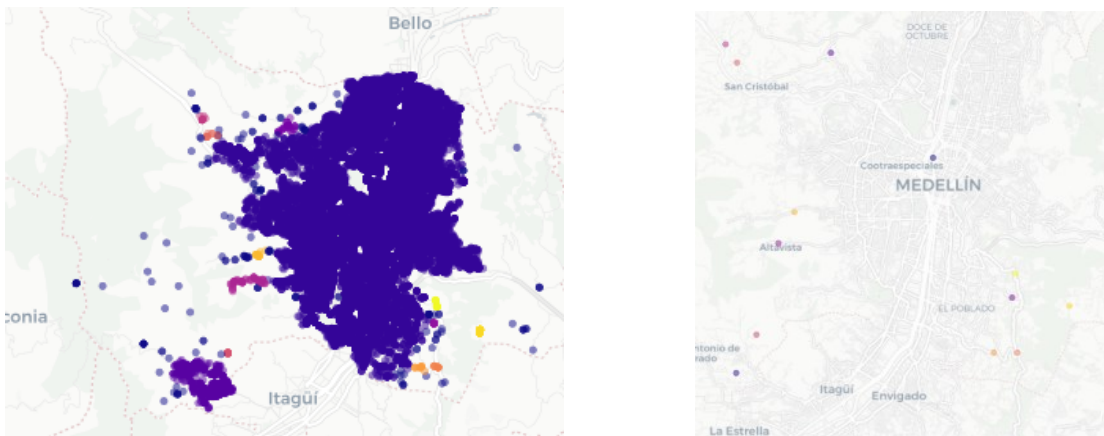 Bello
conia
Itagüí
DOCE DE
OCTUBRE
San Cristóbal
Cootraespeciales
MEDELLÍN
Altavista
EL POBLADO
ntonio de
rado
Itagüí
Envigado
La Estrella